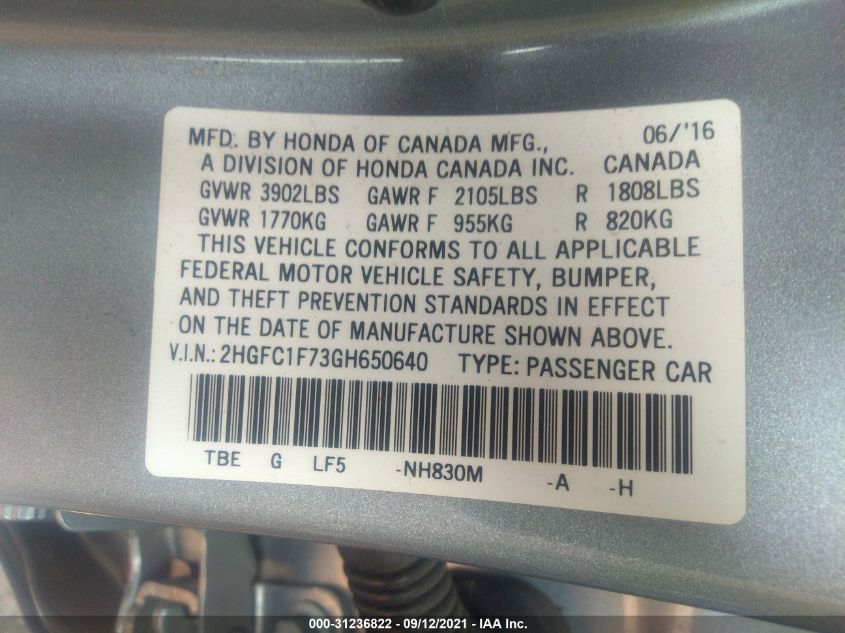 MFD. BY HONDA OF CANADA MFG., 06/'16
A DIVISION OF HONDA CANADA INC. CANADA
GVWR 3902LBS GAWR F 2105LBS R 1808LBS
GVWR 1770KG GAWR F 955KG R 820KG
THIS VEHICLE CONFORMS TO ALL APPLICABLE
FEDERAL MOTOR VEHICLE SAFETY, BUMPER,
AND THEFT PREVENTION STANDARDS IN EFFECT
ON THE DATE OF MANUFACTURE SHOWN ABOVE.
V.I.N.: 2HGFC1F73GH650640 TYPE: PASSENGER CAR
TBE G LF5 -NH830M -A -H
000-31236822 - 09/12/2021 - IAA Inc.